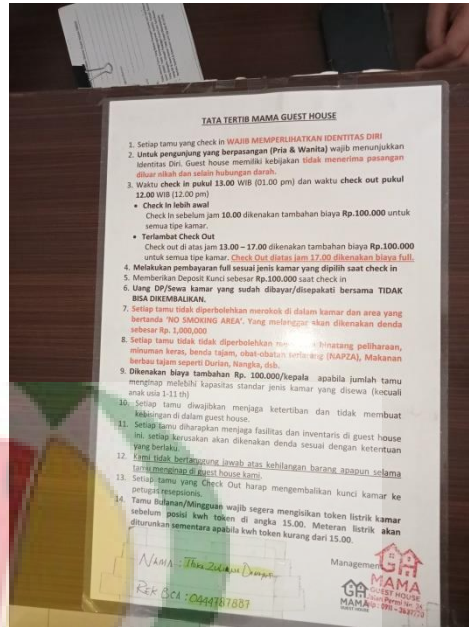 TATA TERTIB MAMA GUEST HOUSE
1. Setiap tamu yang check in WAJIB MEMPERLIHATKAN IDENTITAS DIRI
2. Untuk pengunjung yang berpasangan (Pria & Wanita) wajib menunjukkan
Identitas Diri. Guest house memiliki kebijakan tidak menerima pasangan
diluar nikah dan selain hubungan darah.
3. Waktu check in pukul 13.00 WIB (01.00 pm) dan waktu check out pukul
12.00 WIB (12.00 pm)
• Check in lebih awal
Check In sebelum jam 10.00 dikenakan tambahan biaya Rp.100.000 untuk
semua tipe kamar.
• Terlambat Check Out
Check out di atas jam 13.00 – 17.00 dikenakan tambahan biaya Rp.100.000
untuk semua tipe kamar. Check Out diatas jam 17.00 dikenakan biaya full.
4. Melakukan pembayaran full sesuai jenis kamar yang dipilih saat check in
5. Memberikan Deposit Kunci sebesar Rp.100.000 saat check in
6. Uang DP/Sewa kamar yang sudah dibayar/disepakati bersama TIDAK
BISA DIKEMBALIKAN.
7. Setiap tamu tidak diperbolehkan merokok di dalam kamar dan area yang
bertanda 'NO SMOKING AREA'. Yang melanggar akan dikenakan denda
sebesar Rp. 1,000,000
8. Setiap tamu tidak tidak diperbolehkan binatang peliharaan,
minuman keras, benda tajam, obat-obatan (NAPZA), Makanan
berbau tajam seperti Durian, Nangka, dsb.
9. Dikenakan biaya tambahan Rp. 100.000/kepala apabila jumlah tamu
menginap melebihi kapasitas standar jenis kamar yang disewa (kecuali
anak usia 1-11 th)
10. Setiap tamu diwajibkan menjaga ketertiban dan tidak membuat
kebisingan di dalam guest house.
11. Setiap tamu diharapkan menjaga fasilitas dan inventaris di guest house
ini. setiap kerusakan akan dikenakan denda sesuai dengan ketentuan
yang berlaku.
12. Kami tidak bertanggung jawab atas kehilangan barang apapun selama
tamu menginap di guest house kami.
13. Setiap tamu yang Check Out harap mengembalikan kunci kamar ke
petugas resepsionis.
14. Tamu Bulanan/Mingguan wajib segera mengisikan token listrik kamar
sebelum posisi kwh token di angka 15.00. Meteran listrik akan
diturunkan sementara apabila kwh token kurang dari 15.00.
Management
NAMA :
REK BCA : 0444787887
GH
MAMA
GUEST HOUSE
GH
MAMA
GUEST HOUSE